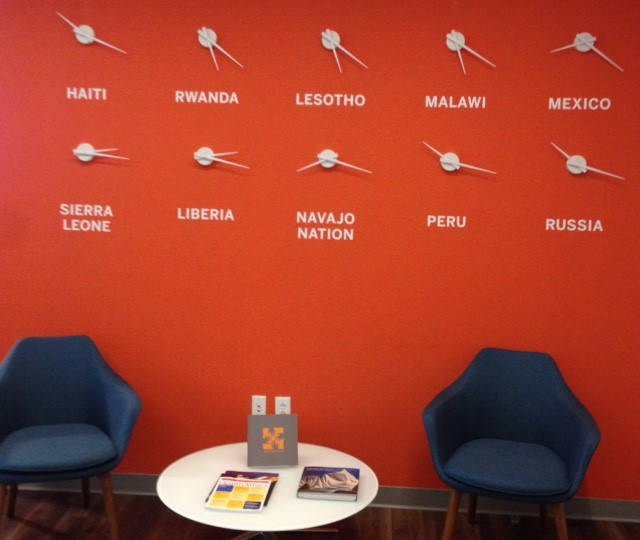 HAITI
RWANDA
LESOTHO
MALAWI
MEXICO
SIERRA
LEONE
LIBERIA
NAVAJO
NATION
PERU
RUSSIA